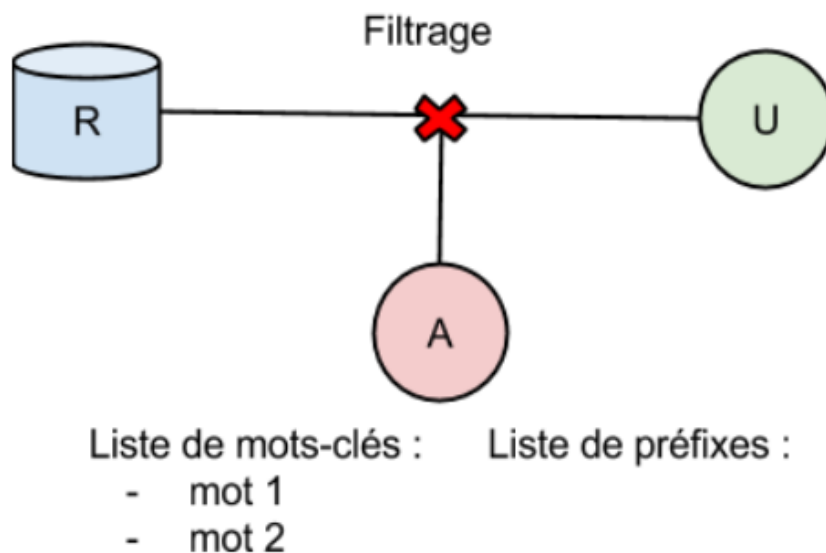 Filtrage
R
U
A
Liste de mots-clés : Liste de préfixes :
- mot 1
- mot 2